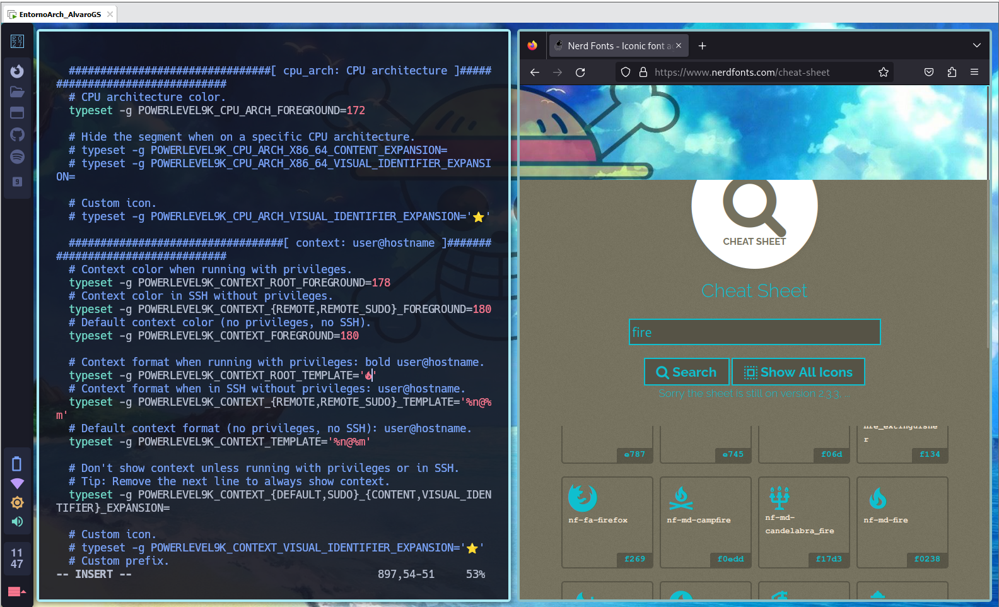 EntornoArch_AlvaroGS
E0
27
9
11
47
################################[ cpu_arch: CPU architecture ]#####
###########################
# CPU architecture color.
typeset -g POWERLEVEL9K_CPU_ARCH_FOREGROUND=172
# Hide the segment when on a specific CPU architecture.
# typeset -g POWERLEVEL9K_CPU_ARCH_X86_64_CONTENT_EXPANSION=
# typeset -g POWERLEVEL9K_CPU_ARCH_X86_64_VISUAL_IDENTIFIER_EXPANSI
ON=
# Custom icon.
# typeset -g POWERLEVEL9K_CPU_ARCH_VISUAL_IDENTIFIER_EXPANSION='⭐'
##################################[ context: user@hostname ]#######
###########################
# Context color when running with privileges.
typeset -g POWERLEVEL9K_CONTEXT_ROOT_FOREGROUND=178
# Context color in SSH without privileges.
typeset -g POWERLEVEL9K_CONTEXT_{REMOTE,REMOTE_SUDO}_FOREGROUND=180
# Default context color (no privileges, no SSH).
typeset -g POWERLEVEL9K_CONTEXT_FOREGROUND=180
# Context format when running with privileges: bold user@hostname.
typeset -g POWERLEVEL9K_CONTEXT_ROOT_TEMPLATE=''
# Context format when in SSH without privileges: user@hostname.
typeset -g POWERLEVEL9K_CONTEXT_{REMOTE,REMOTE_SUDO}_TEMPLATE='%n@%
m'
# Default context format (no privileges, no SSH): user@hostname.
typeset -g POWERLEVEL9K_CONTEXT_TEMPLATE='%n@%m'
# Don't show context unless running with privileges or in SSH.
# Tip: Remove the next line to always show context.
typeset -g POWERLEVEL9K_CONTEXT_{DEFAULT,SUDO}_{CONTENT,VISUAL_IDEN
TIFIER}_EXPANSION=
# Custom icon.
# typeset -g POWERLEVEL9K_CONTEXT_VISUAL_IDENTIFIER_EXPANSION='⭐'
# Custom prefix.
-- INSERT -- 897,54-51 53%
Nerd Fonts - Iconic font a
https://www.nerdfonts.com/cheat-sheet
CHEAT SHEET
Cheat Sheet
fire
Search Show All Icons
Sorry the sheet is still on version 2.3.3, ...
fire_extinguishe
r
e787 e745 f06d f134
nf-fa-firefox nf-md-campfire nf-md-
candelabra_fire nf-md-fire
f269 f0edd f17d3 f0238